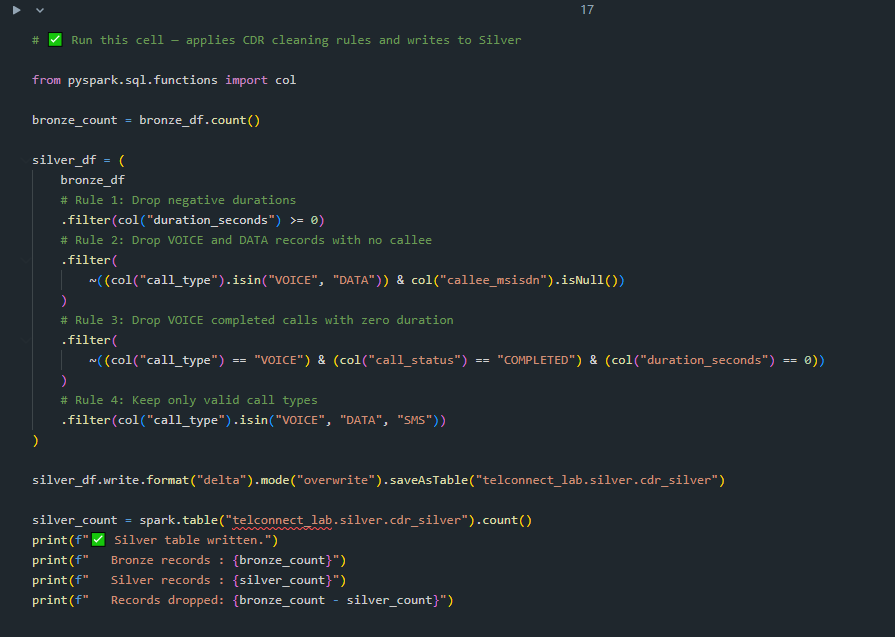 17
# ✅ Run this cell — applies CDR cleaning rules and writes to Silver
from pyspark.sql.functions import col
bronze_count = bronze_df.count()
silver_df = (
    bronze_df
    # Rule 1: Drop negative durations
    .filter(col("duration_seconds") >= 0)
    # Rule 2: Drop VOICE and DATA records with no callee
    .filter(
        ~((col("call_type").isin("VOICE", "DATA")) & col("callee_msisdn").isNull())
    )
    # Rule 3: Drop VOICE completed calls with zero duration
    .filter(
        ~((col("call_type") == "VOICE") & (col("call_status") == "COMPLETED") & (col("duration_seconds") == 0))
    )
    # Rule 4: Keep only valid call types
    .filter(col("call_type").isin("VOICE", "DATA", "SMS"))
)
silver_df.write.format("delta").mode("overwrite").saveAsTable("telconnect_lab.silver.cdr_silver")
silver_count = spark.table("telconnect_lab.silver.cdr_silver").count()
print(f"✅ Silver table written.")
print(f"   Bronze records : {bronze_count}")
print(f"   Silver records : {silver_count}")
print(f"   Records dropped: {bronze_count - silver_count}")